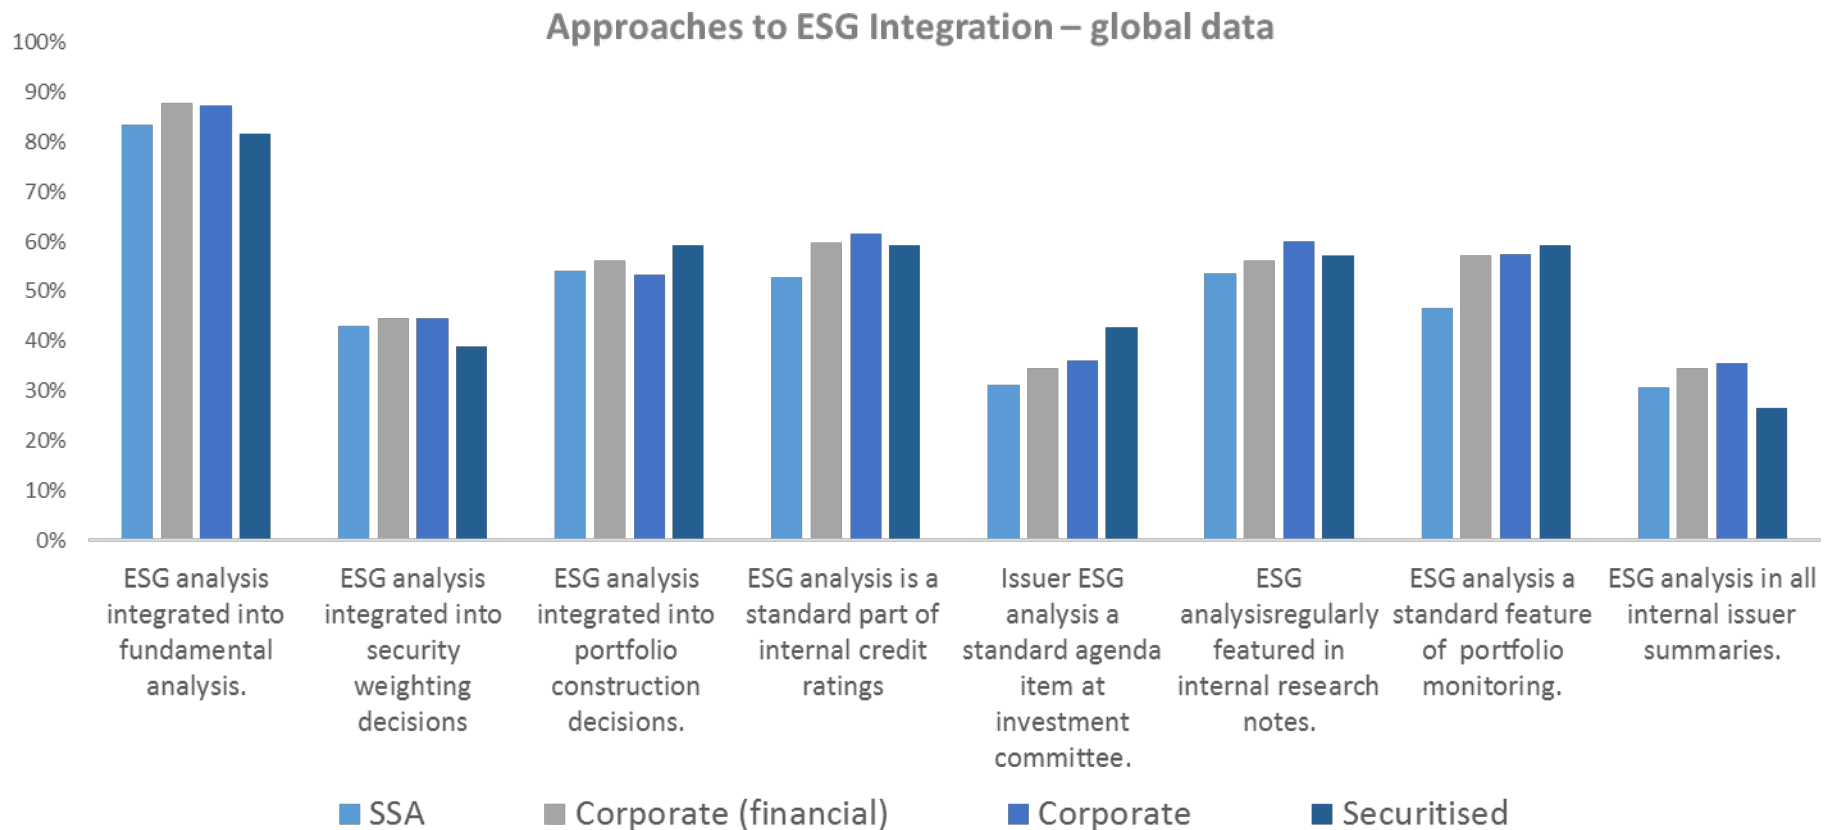 Approaches to ESG Integration – global data
100%
90%
80%
70%
60%
50%
40%
30%
20%
10%
0%
ESG analysis
integrated into
fundamental
analysis.
ESG analysis
integrated into
security
weighting
decisions
ESG analysis
integrated into
portfolio
construction
decisions.
ESG analysis is a
standard part of
internal credit
ratings
Issuer ESG
analysis a
standard agenda
item at
investment
committee.
ESG
analysisregularly
featured in
internal research
notes.
ESG analysis a
standard feature
of portfolio
monitoring.
ESG analysis in all
internal issuer
summaries.
SSA
Corporate (financial)
Corporate
Securitised